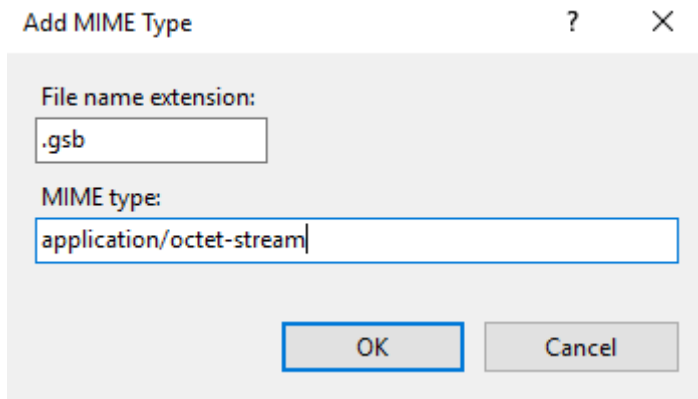 Add MIME Type ? ×
File name extension:
.gsb
MIME type:
application/octet-stream
OK Cancel